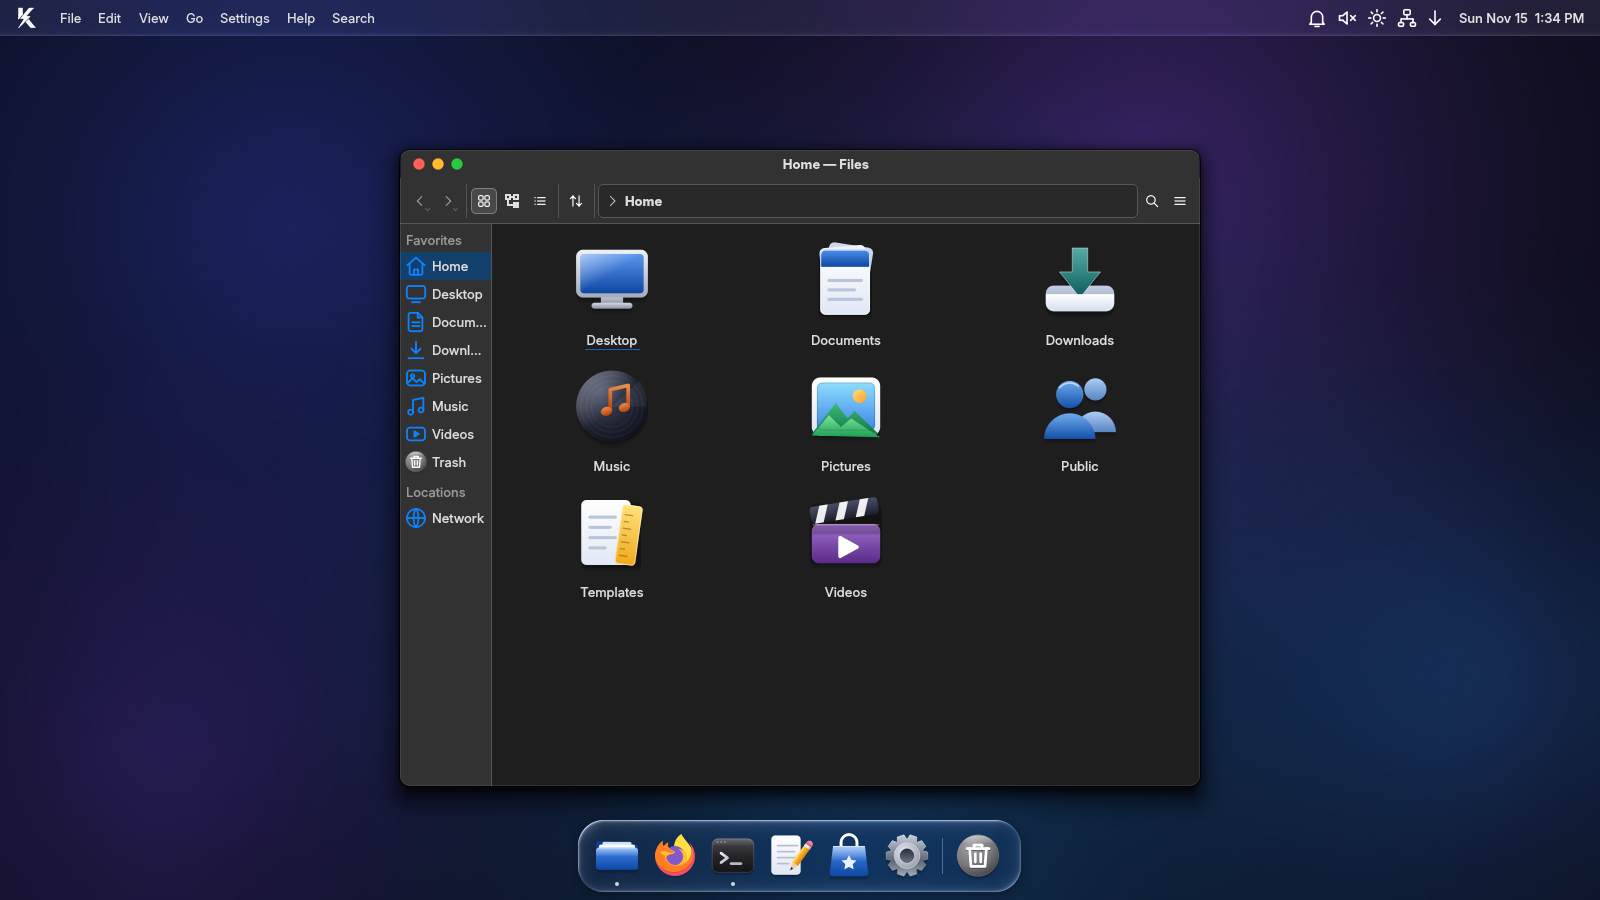 File Edit View Go Settings Help Search
Sun Nov 15 1:34 PM
Home — Files
Home
Favorites
Home
Desktop
Docum...
Downl...
Pictures
Music
Videos
Trash
Locations
Network
Desktop
Documents
Downloads
Music
Pictures
Public
Templates
Videos